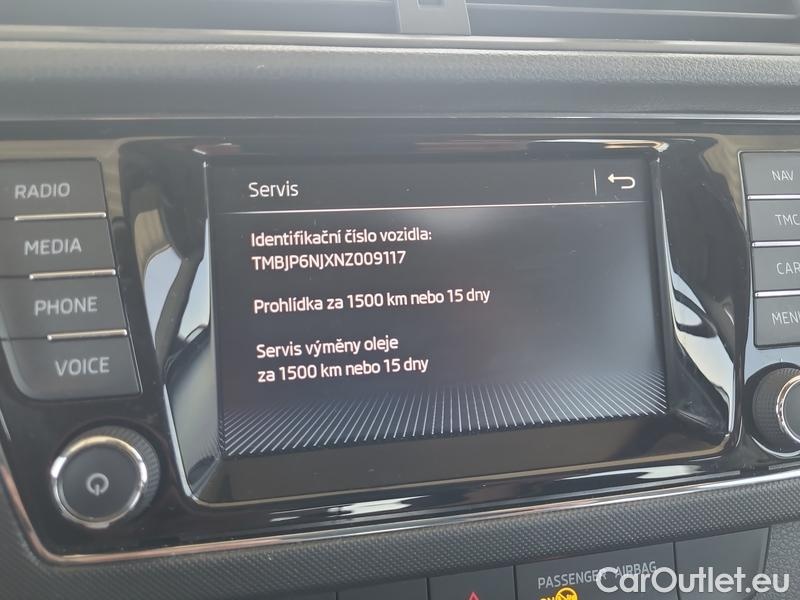 Servis
Identifikační číslo vozidla:
TMBJP6NJXNZ009117
Prohlídka za 1500 km nebo 15 dny
Servis výměny oleje
za 1500 km nebo 15 dny
RADIO
MEDIA
PHONE
VOICE
NAV
TMC
CAR
MENU
PASSENGER AIRBAG
ON
CarOutlet.eu